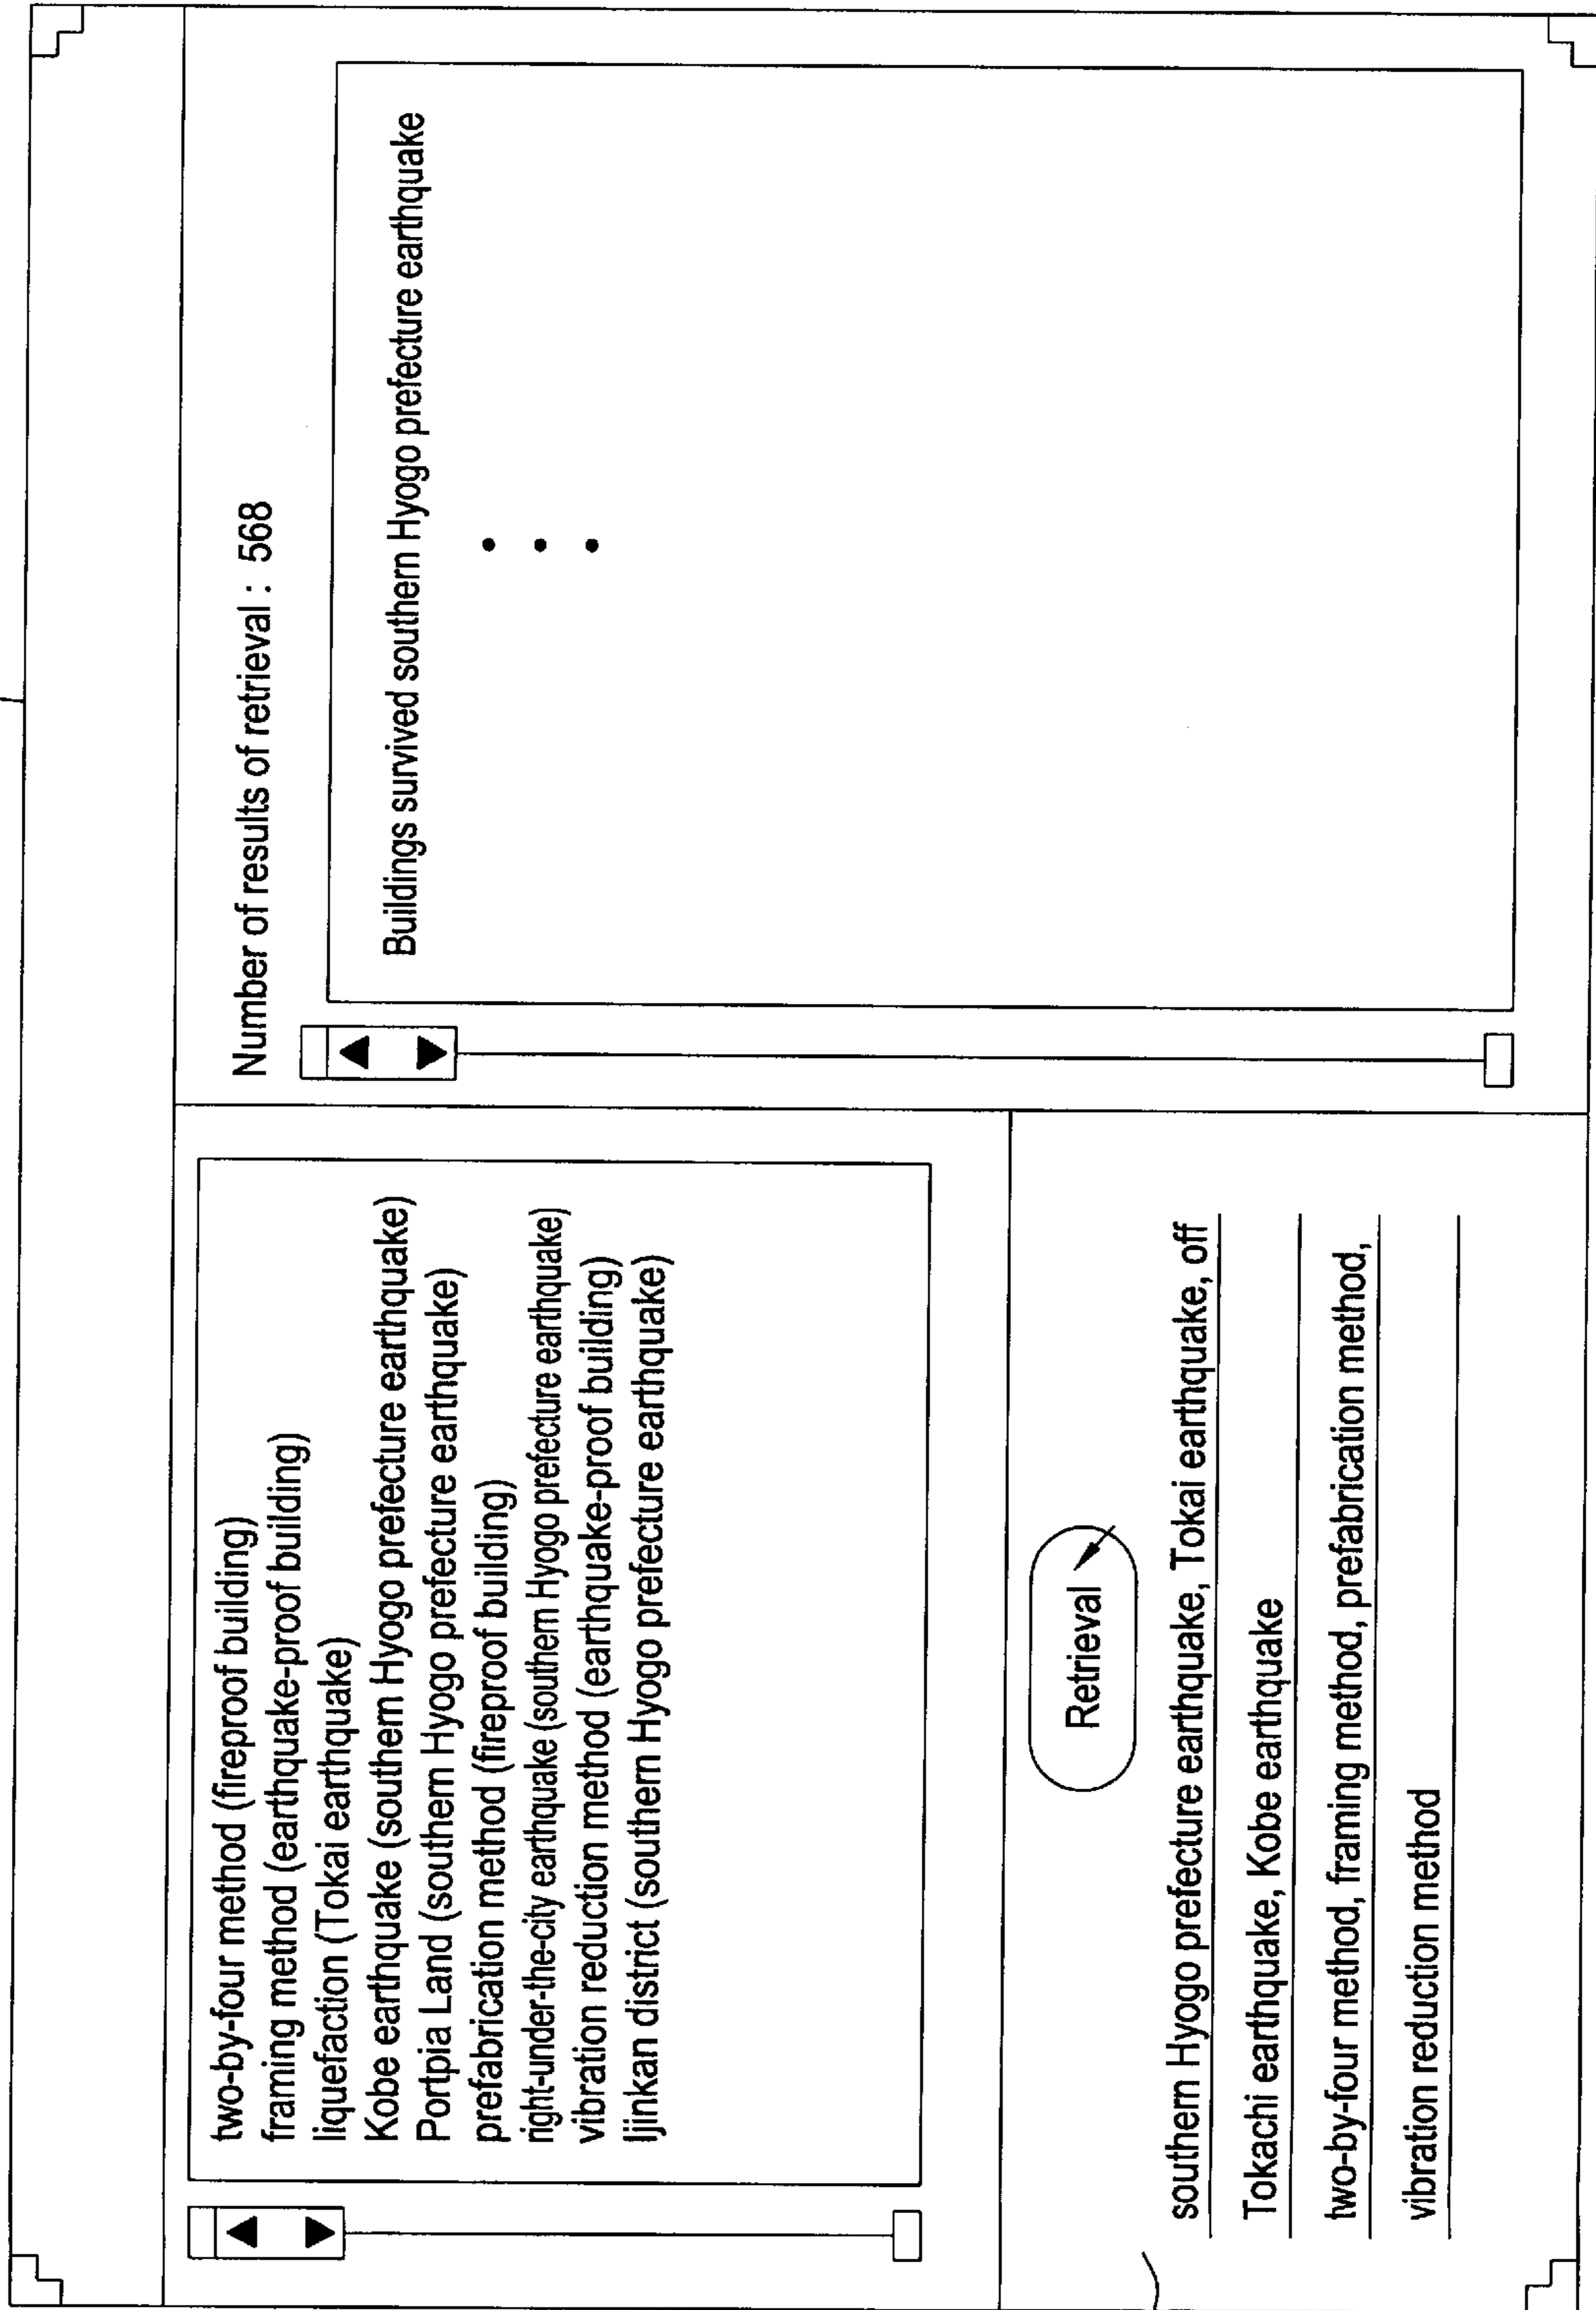 two-by-four method (fireproof building)
framing method (earthquake-proof building)
liquefaction (Tokai earthquake)
Kobe earthquake (southern Hyogo prefecture earthquake)
Portpia Land (southern Hyogo prefecture earthquake)
prefabrication method (fireproof building)
right-under-the-city earthquake (southern Hyogo prefecture earthquake)
vibration reduction method (earthquake-proof building)
Ijinkan district (southern Hyogo prefecture earthquake)
Retrieval
southern Hyogo prefecture earthquake, Tokai earthquake, off
Tokachi earthquake, Kobe earthquake
two-by-four method, framing method, prefabrication method,
vibration reduction method
Number of results of retrieval : 568
Buildings survived southern Hyogo prefecture earthquake